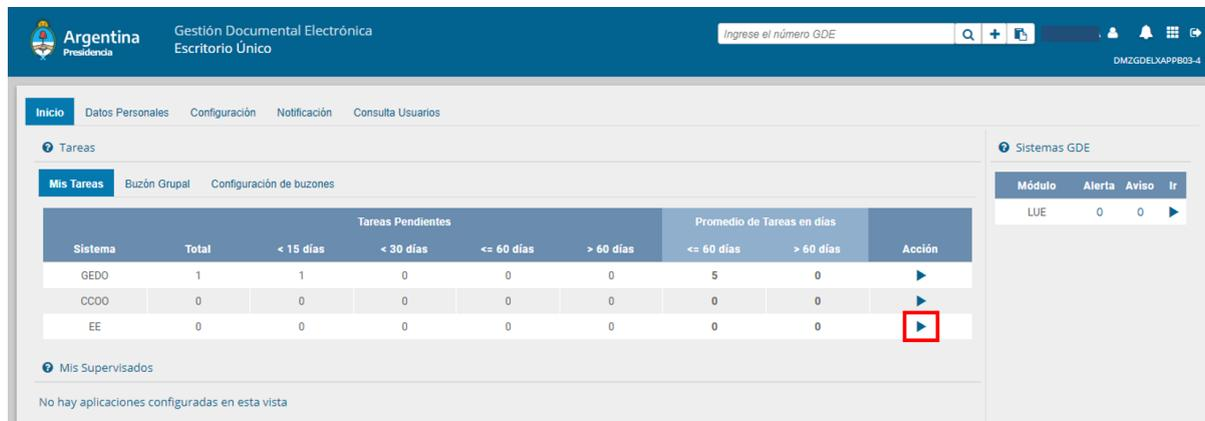 Argentina
Presidencia
Gestión Documental Electrónica
Escritorio Único
Ingrese el número GDE
DMZGDELXAPPB03-4
Inicio Datos Personales Configuración Notificación Consulta Usuarios
Tareas
Mis Tareas Buzón Grupal Configuración de buzones
Tareas Pendientes Promedio de Tareas en días
Sistema Total < 15 días < 30 días <= 60 días > 60 días <= 60 días > 60 días Acción
GEDO 1 1 0 0 0 5 0
CCOO 0 0 0 0 0 0 0
EE 0 0 0 0 0 0 0
Mis Supervisados
No hay aplicaciones configuradas en esta vista
Sistemas GDE
Módulo Alerta Aviso Ir
LUE 0 0